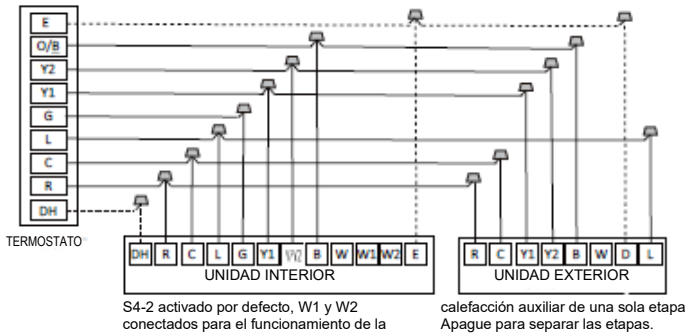 E
O/B
Y2
Y1
G
L
C
R
DH
TERMOSTATO
DH R C L G Y1 B W W1 W2 E
UNIDAD INTERIOR
R C Y1 Y2 B W D L
UNIDAD EXTERIOR
S4-2 activado por defecto, W1 y W2
conectados para el funcionamiento de la
calefacción auxiliar de una sola etapa
Apague para separar las etapas.